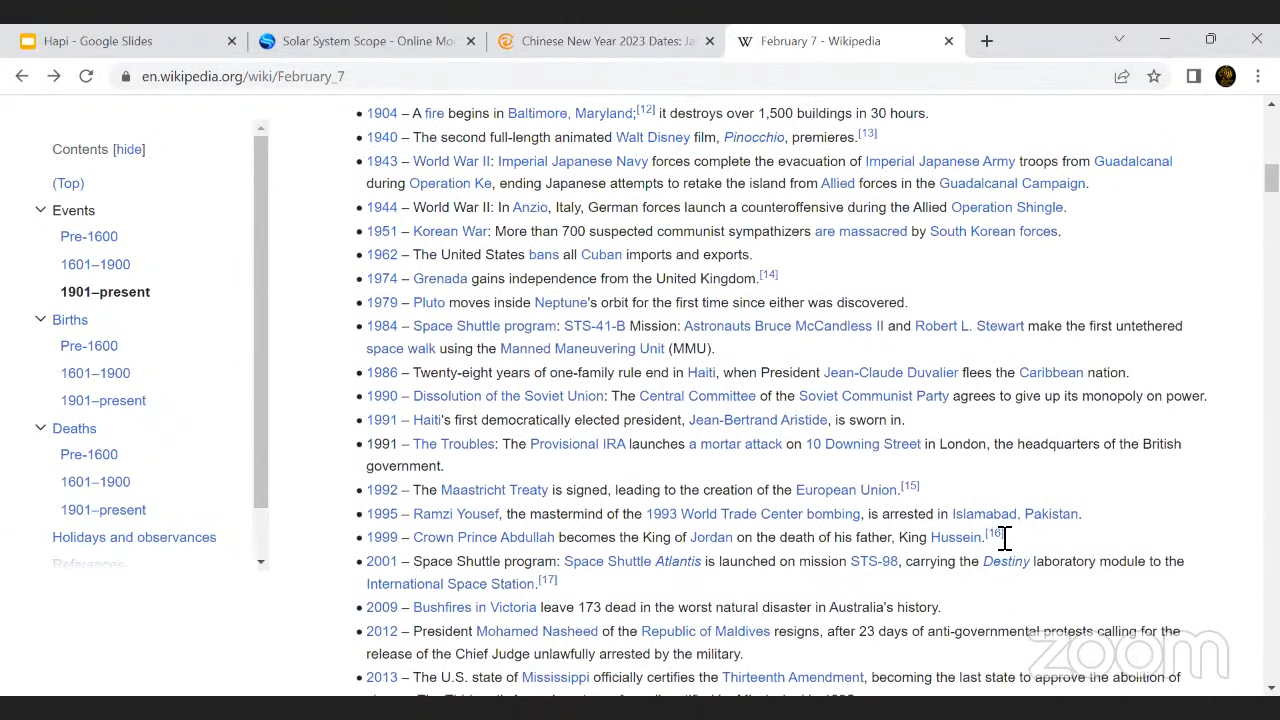 Hapi - Google Slides
Solar System Scope - Online Mo
Chinese New Year 2023 Dates: Ja
February 7 - Wikipedia
en.wikipedia.org/wiki/February_7
Contents [hide]
(Top)
Events
Pre-1600
1601–1900
1901–present
Births
Pre-1600
1601–1900
1901–present
Deaths
Pre-1600
1601–1900
1901–present
Holidays and observances
References
• 1904 – A fire begins in Baltimore, Maryland;[12] it destroys over 1,500 buildings in 30 hours.
• 1940 – The second full-length animated Walt Disney film, Pinocchio, premieres.[13]
• 1943 – World War II: Imperial Japanese Navy forces complete the evacuation of Imperial Japanese Army troops from Guadalcanal
during Operation Ke, ending Japanese attempts to retake the island from Allied forces in the Guadalcanal Campaign.
• 1944 – World War II: In Anzio, Italy, German forces launch a counteroffensive during the Allied Operation Shingle.
• 1951 – Korean War: More than 700 suspected communist sympathizers are massacred by South Korean forces.
• 1962 – The United States bans all Cuban imports and exports.
• 1974 – Grenada gains independence from the United Kingdom.[14]
• 1979 – Pluto moves inside Neptune's orbit for the first time since either was discovered.
• 1984 – Space Shuttle program: STS-41-B Mission: Astronauts Bruce McCandless II and Robert L. Stewart make the first untethered
space walk using the Manned Maneuvering Unit (MMU).
• 1986 – Twenty-eight years of one-family rule end in Haiti, when President Jean-Claude Duvalier flees the Caribbean nation.
• 1990 – Dissolution of the Soviet Union: The Central Committee of the Soviet Communist Party agrees to give up its monopoly on power.
• 1991 – Haiti's first democratically elected president, Jean-Bertrand Aristide, is sworn in.
• 1991 – The Troubles: The Provisional IRA launches a mortar attack on 10 Downing Street in London, the headquarters of the British
government.
• 1992 – The Maastricht Treaty is signed, leading to the creation of the European Union.[15]
• 1995 – Ramzi Yousef, the mastermind of the 1993 World Trade Center bombing, is arrested in Islamabad, Pakistan.
• 1999 – Crown Prince Abdullah becomes the King of Jordan on the death of his father, King Hussein.[16]
• 2001 – Space Shuttle program: Space Shuttle Atlantis is launched on mission STS-98, carrying the Destiny laboratory module to the
International Space Station.[17]
• 2009 – Bushfires in Victoria leave 173 dead in the worst natural disaster in Australia's history.
• 2012 – President Mohamed Nasheed of the Republic of Maldives resigns, after 23 days of anti-governmental protests calling for the
release of the Chief Judge unlawfully arrested by the military.
• 2013 – The U.S. state of Mississippi officially certifies the Thirteenth Amendment, becoming the last state to approve the abolition of
zoom